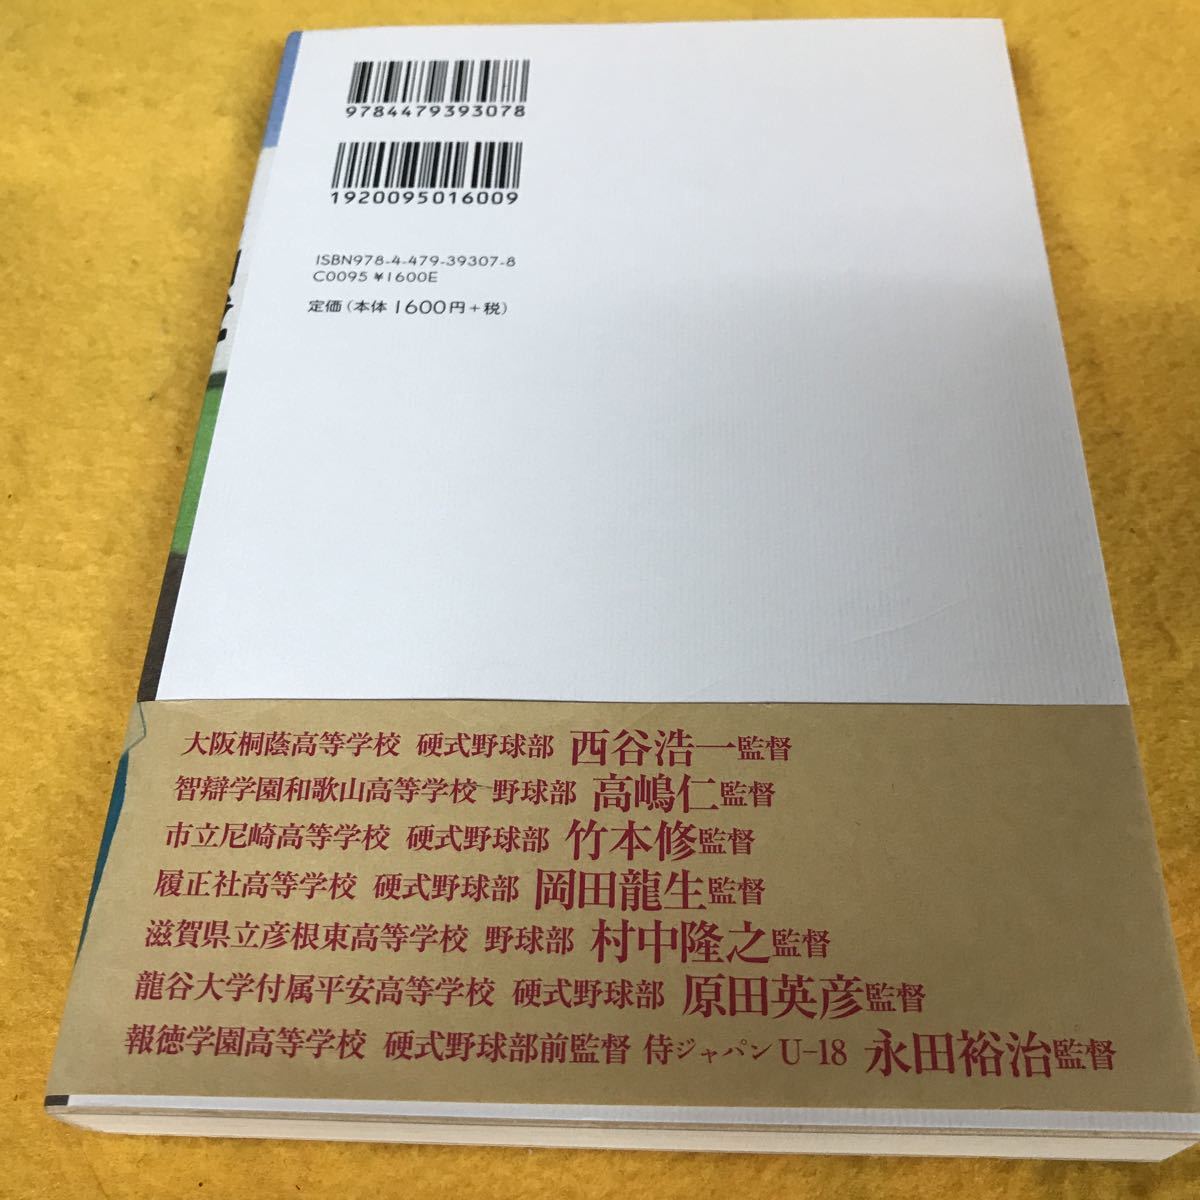 9784479393078
1920095016009
ISBN978-4-479-39307-8
C0095 ¥1600E
定価（本体1600円+税）
大阪桐蔭高等学校 硬式野球部 西谷浩一監督
智辯学園和歌山高等学校 野球部 高嶋仁監督
市立尼崎高等学校 硬式野球部 竹本修監督
履正社高等学校 硬式野球部 岡田龍生監督
滋賀県立彦根東高等学校 野球部 村中隆之監督
龍谷大学付属平安高等学校 硬式野球部 原田英彦監督
報徳学園高等学校 硬式野球部前監督 侍ジャパンU-18 永田裕治監督